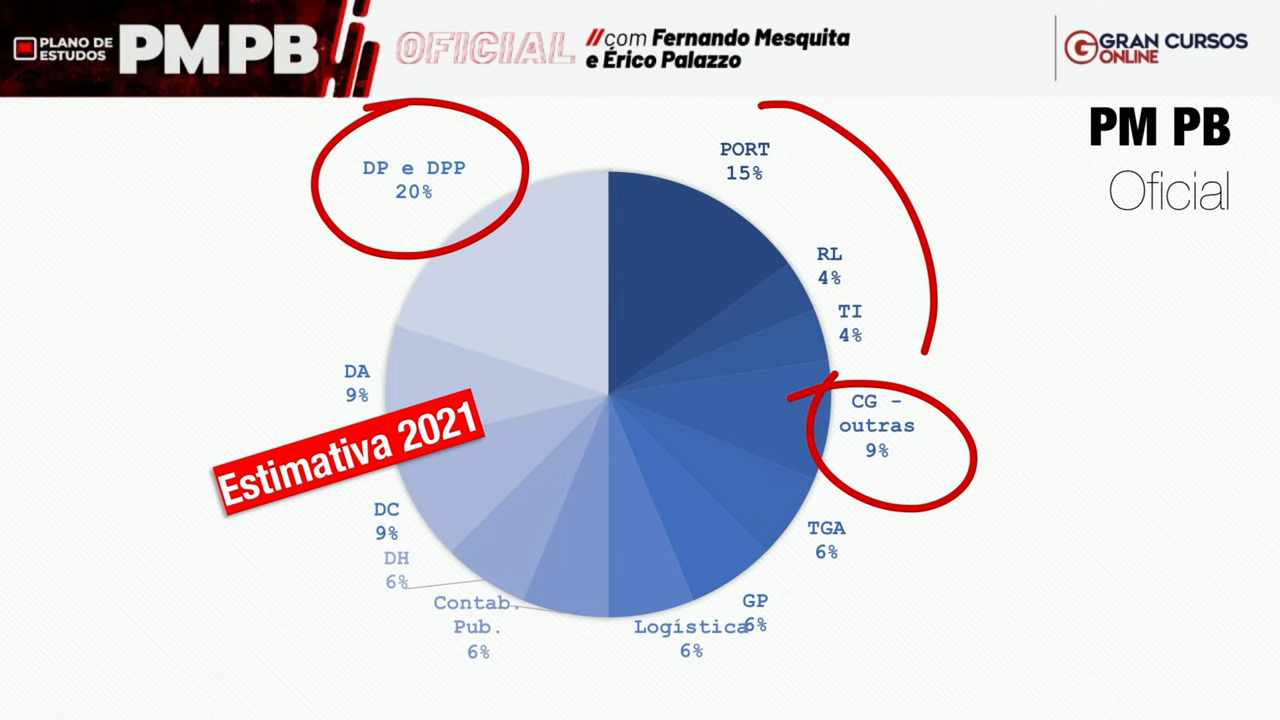 PLANO DE
ESTUDOS
PMPB
OFICIAL
//com Fernando Mesquita
e Érico Palazzo
GRAN CURSOS
ONLINE
PM PB
Oficial
DP e DPP
20%
PORT
15%
RL
4%
TI
4%
CG -
outras
9%
TGA
6%
GP
6%
Logística
6%
Contab.
Pub.
6%
DH
6%
DC
9%
DA
9%
Estimativa 2021